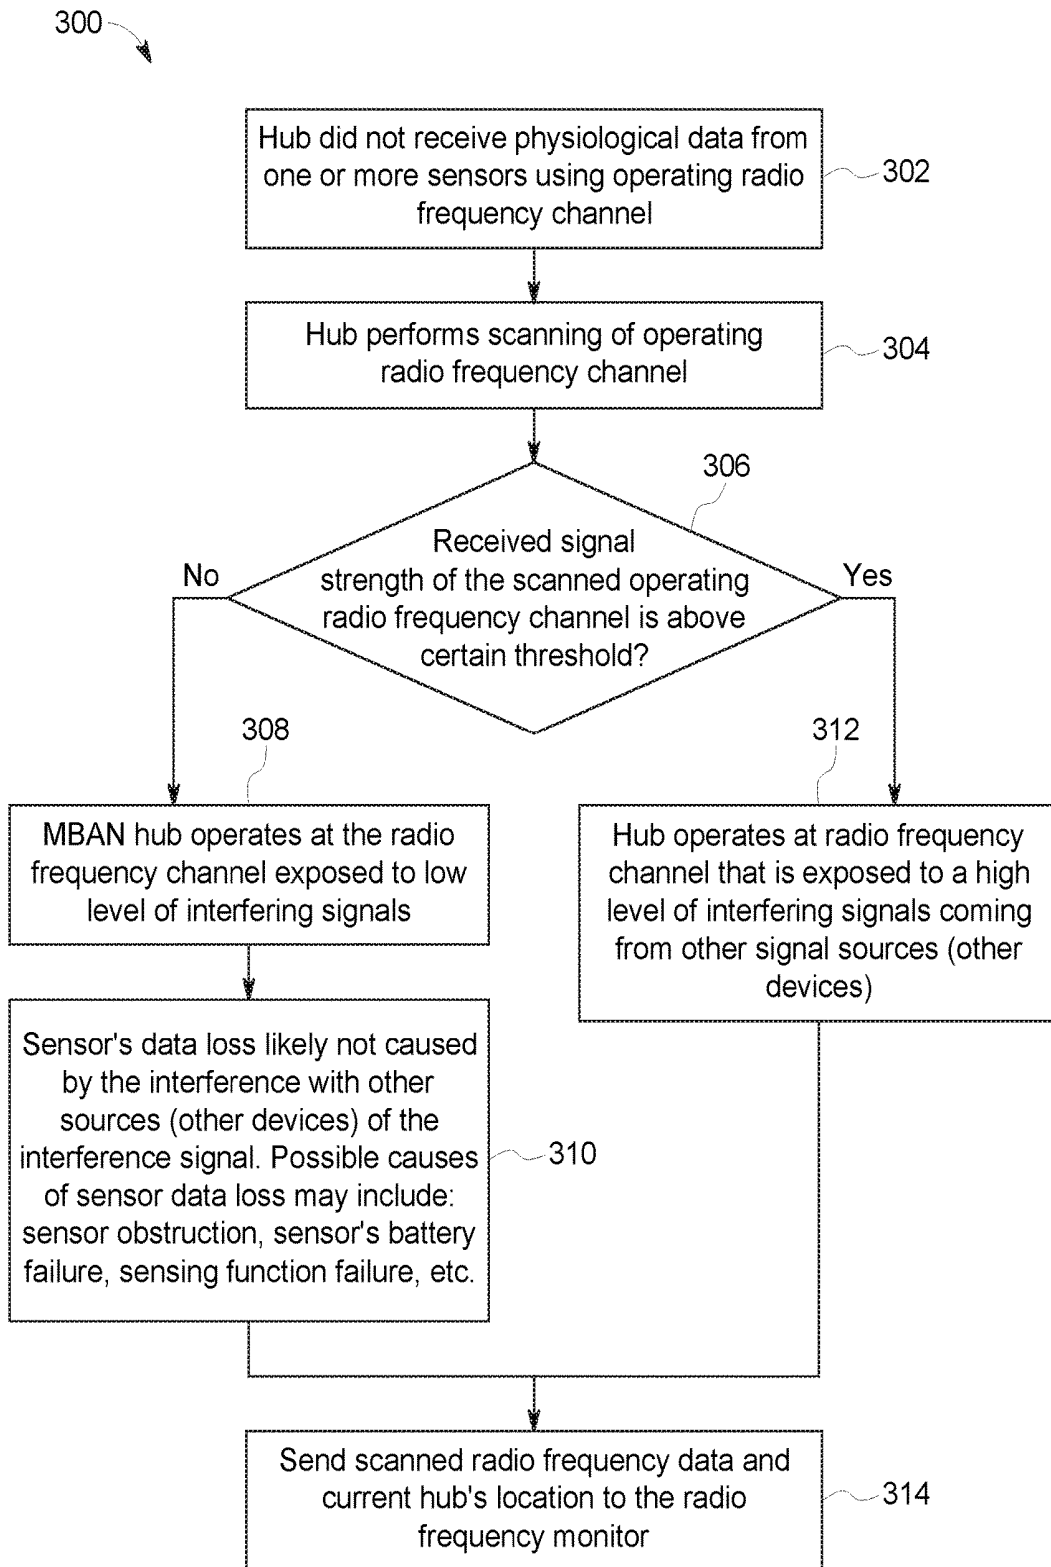 300
Hub did not receive physiological data from
one or more sensors using operating radio
frequency channel
302
Hub performs scanning of operating
radio frequency channel
304
306
Received signal
strength of the scanned operating
radio frequency channel is above
certain threshold?
No
Yes
308
312
MBAN hub operates at the radio
frequency channel exposed to low
level of interfering signals
Hub operates at radio frequency
channel that is exposed to a high
level of interfering signals coming
from other signal sources (other
devices)
Sensor's data loss likely not caused
by the interference with other
sources (other devices) of the
interference signal. Possible causes
of sensor data loss may include:
sensor obstruction, sensor's battery
failure, sensing function failure, etc.
310
Send scanned radio frequency data and
current hub's location to the radio
frequency monitor
314